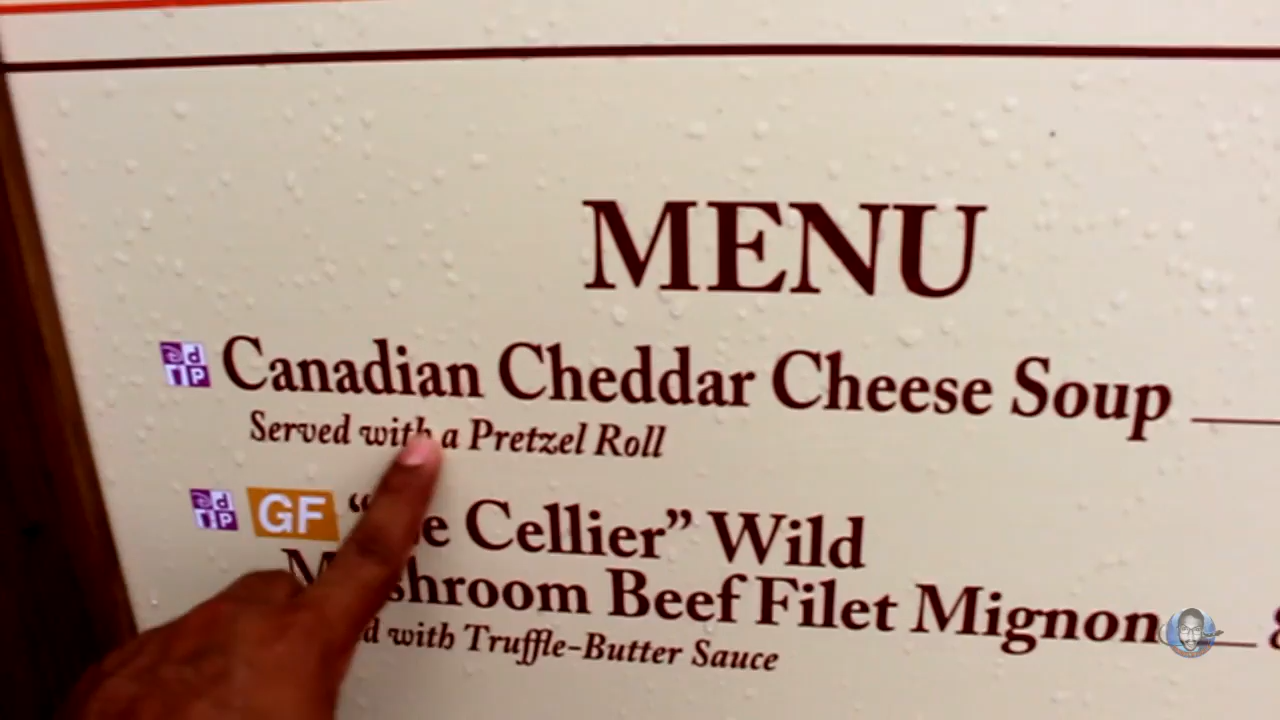 MENU
Canadian Cheddar Cheese Soup
Served with a Pretzel Roll
GF "Le Cellier" Wild
Mushroom Beef Filet Mignon
with Truffle-Butter Sauce